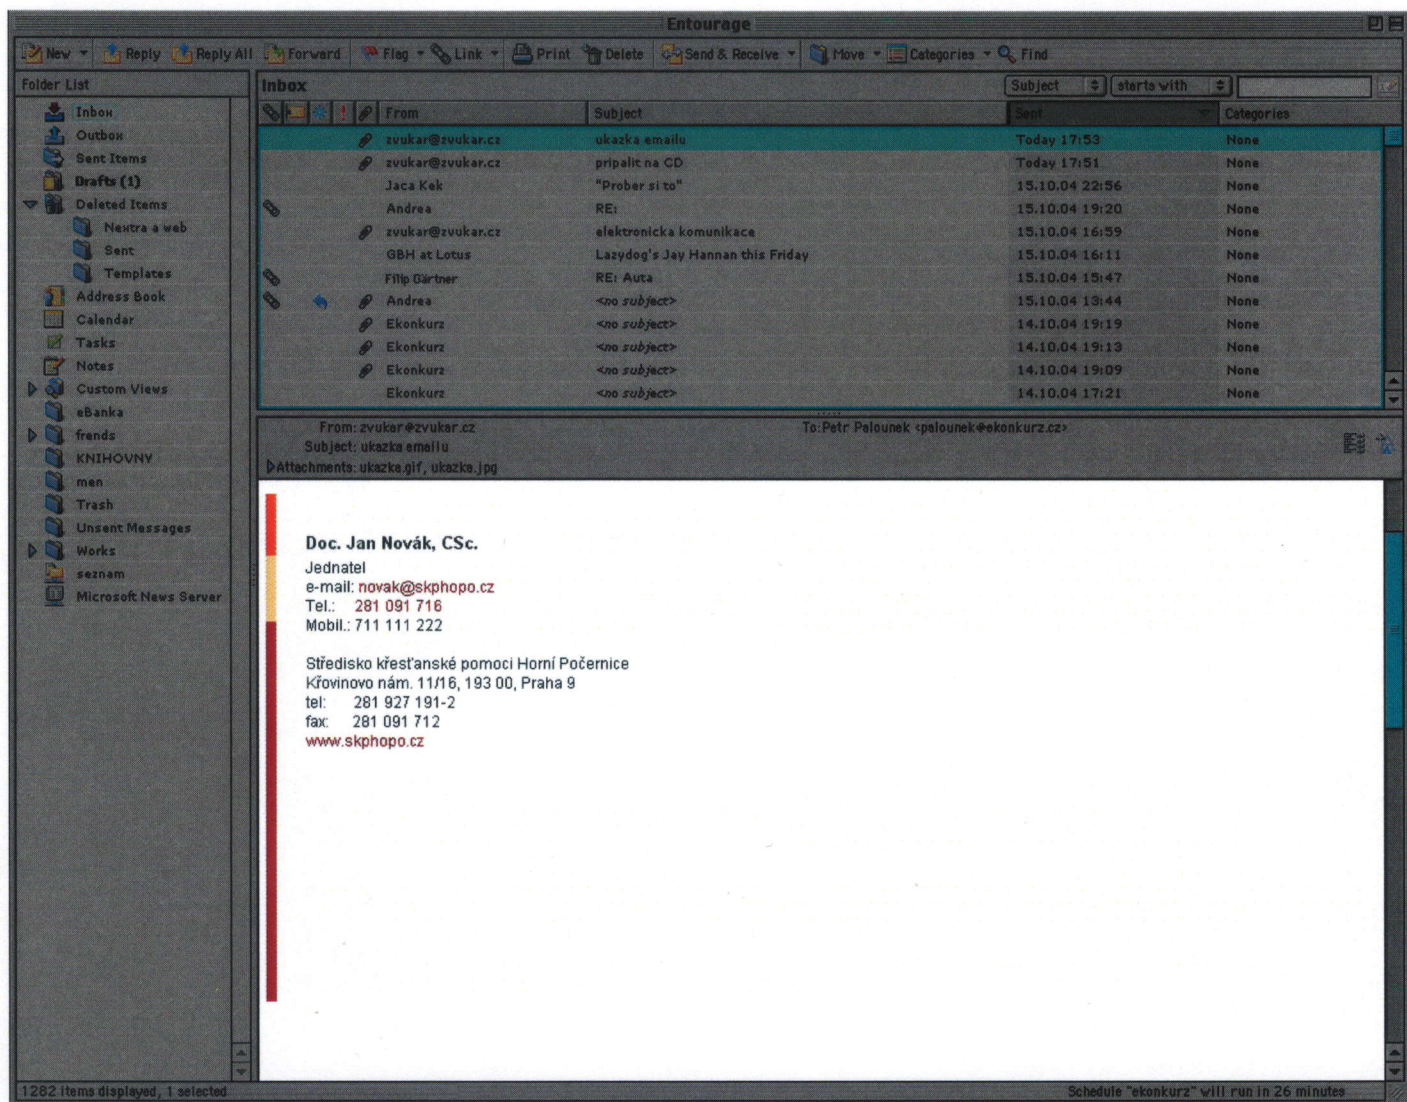 Entourage
New Reply Reply All Forward Flag Link Print Delete Send & Receive Move Categories Find
Folder List
Inbox
Outbox
Sent Items
Drafts (1)
Deleted Items
Nextra a web
Sent
Templates
Address Book
Calendar
Tasks
Notes
Custom Views
eBanka
frends
KNIHOVNY
men
Trash
Unsent Messages
Works
seznam
Microsoft News Server
Inbox Subject starts with
From Subject Sent Categories
zvukar@zvukar.cz ukazka emailu Today 17:53 None
zvukar@zvukar.cz pripalit na CD Today 17:51 None
Jaca Kek "Prober si to" 15.10.04 22:56 None
Andrea RE: 15.10.04 19:20 None
zvukar@zvukar.cz elektronicka komunikace 15.10.04 16:59 None
GBH at Lotus Lazydog's Jay Hannan this Friday 15.10.04 16:11 None
Filip Gärtner RE: Auta 15.10.04 15:47 None
Andrea <no subject> 15.10.04 13:44 None
Ekonkurz <no subject> 14.10.04 19:19 None
Ekonkurz <no subject> 14.10.04 19:13 None
Ekonkurz <no subject> 14.10.04 19:09 None
Ekonkurz <no subject> 14.10.04 17:21 None
From: zvukar@zvukar.cz To: Petr Palounek <palounek@ekonkurz.cz>
Subject: ukazka emailu
Attachments: ukazka.gif, ukazka.jpg
Doc. Jan Novák, CSc.
Jednatel
e-mail: novak@skphopo.cz
Tel.: 281 091 716
Mobil.: 711 111 222
Středisko křesťanské pomoci Horní Počernice
Křovinovo nám. 11/16, 193 00, Praha 9
tel: 281 927 191-2
fax: 281 091 712
www.skphopo.cz
1282 items displayed, 1 selected
Schedule "ekonkurz" will run in 26 minutes